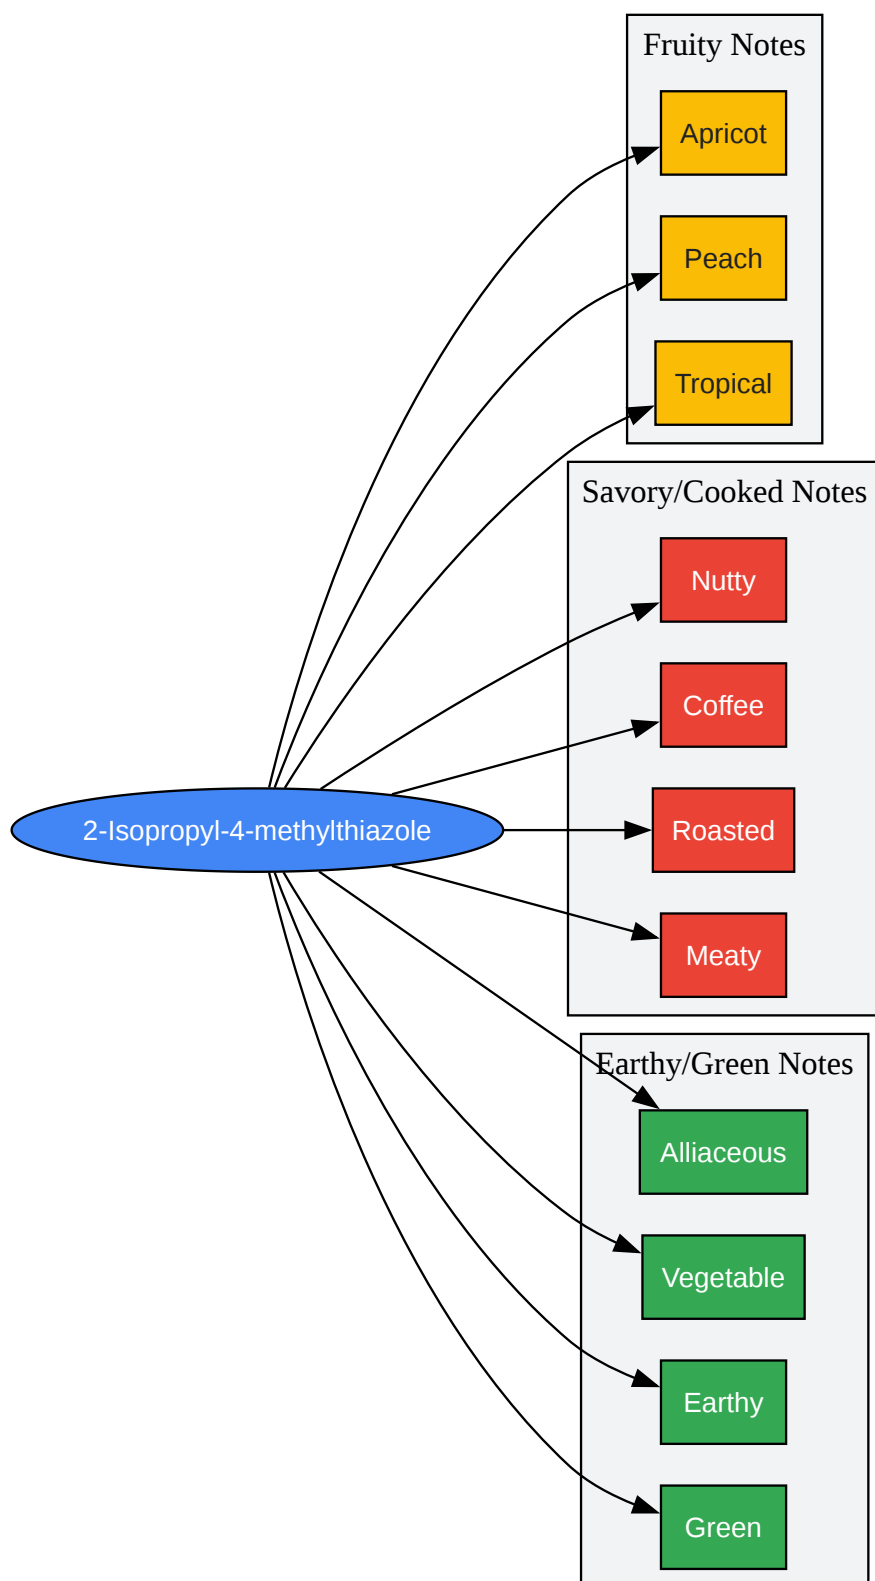 Fruity Notes
Apricot
Peach
Tropical
Savory/Cooked Notes
Nutty
Coffee
2-Isopropyl-4-methylthiazole
Roasted
Meaty
Earthy/Green Notes
Alliaceous
Vegetable
Earthy
Green